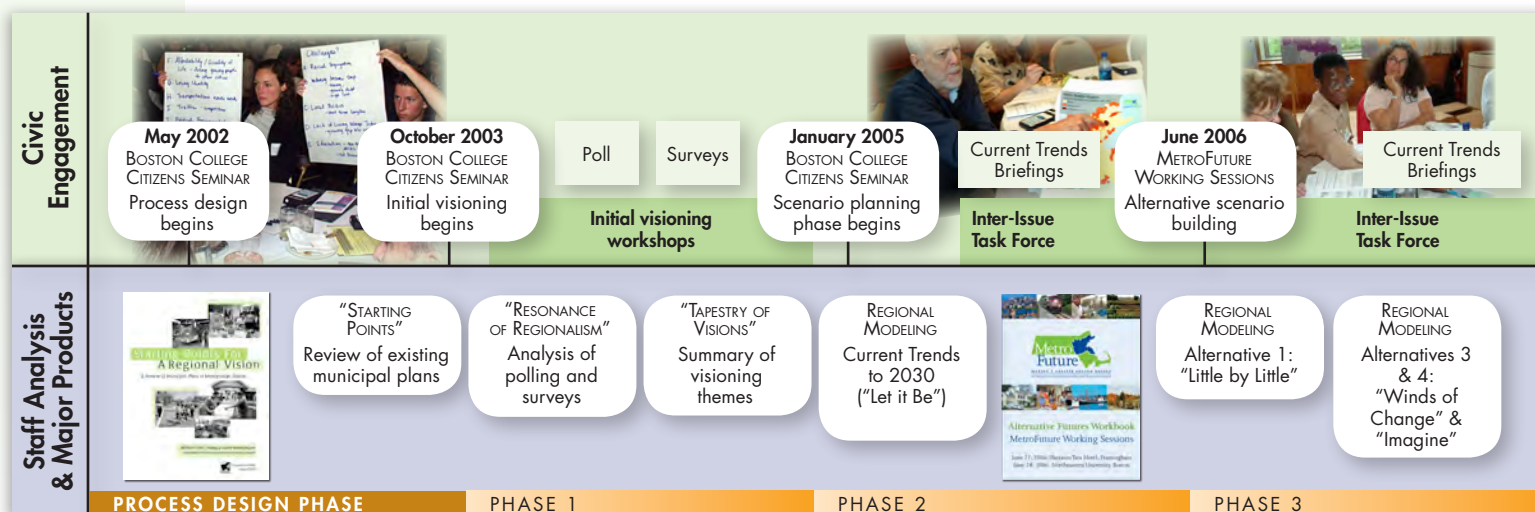 Civic
Engagement
May 2002
BOSTON COLLEGE
CITIZENS SEMINAR
Process design
begins
October 2003
BOSTON COLLEGE
CITIZENS SEMINAR
Initial visioning
begins
Poll
Surveys
Initial visioning
workshops
January 2005
BOSTON COLLEGE
CITIZENS SEMINAR
Scenario planning
phase begins
Current Trends
Briefings
Inter-Issue
Task Force
June 2006
METROFUTURE
WORKING SESSIONS
Alternative scenario
building
Current Trends
Briefings
Inter-Issue
Task Force
Staff Analysis
& Major Products
Starting Points For
A Regional Vision
"STARTING
POINTS"
Review of existing
municipal plans
"RESONANCE
OF REGIONALISM"
Analysis of
polling and
surveys
"TAPESTRY OF
VISIONS"
Summary of
visioning
themes
REGIONAL
MODELING
Current Trends
to 2030
("Let it Be")
Metro
Future
Alternative Futures Workbook
MetroFuture Working Sessions
REGIONAL
MODELING
Alternative 1:
"Little by Little"
REGIONAL
MODELING
Alternatives 3
& 4:
"Winds of
Change" &
"Imagine"
PROCESS DESIGN PHASE
PHASE 1
PHASE 2
PHASE 3